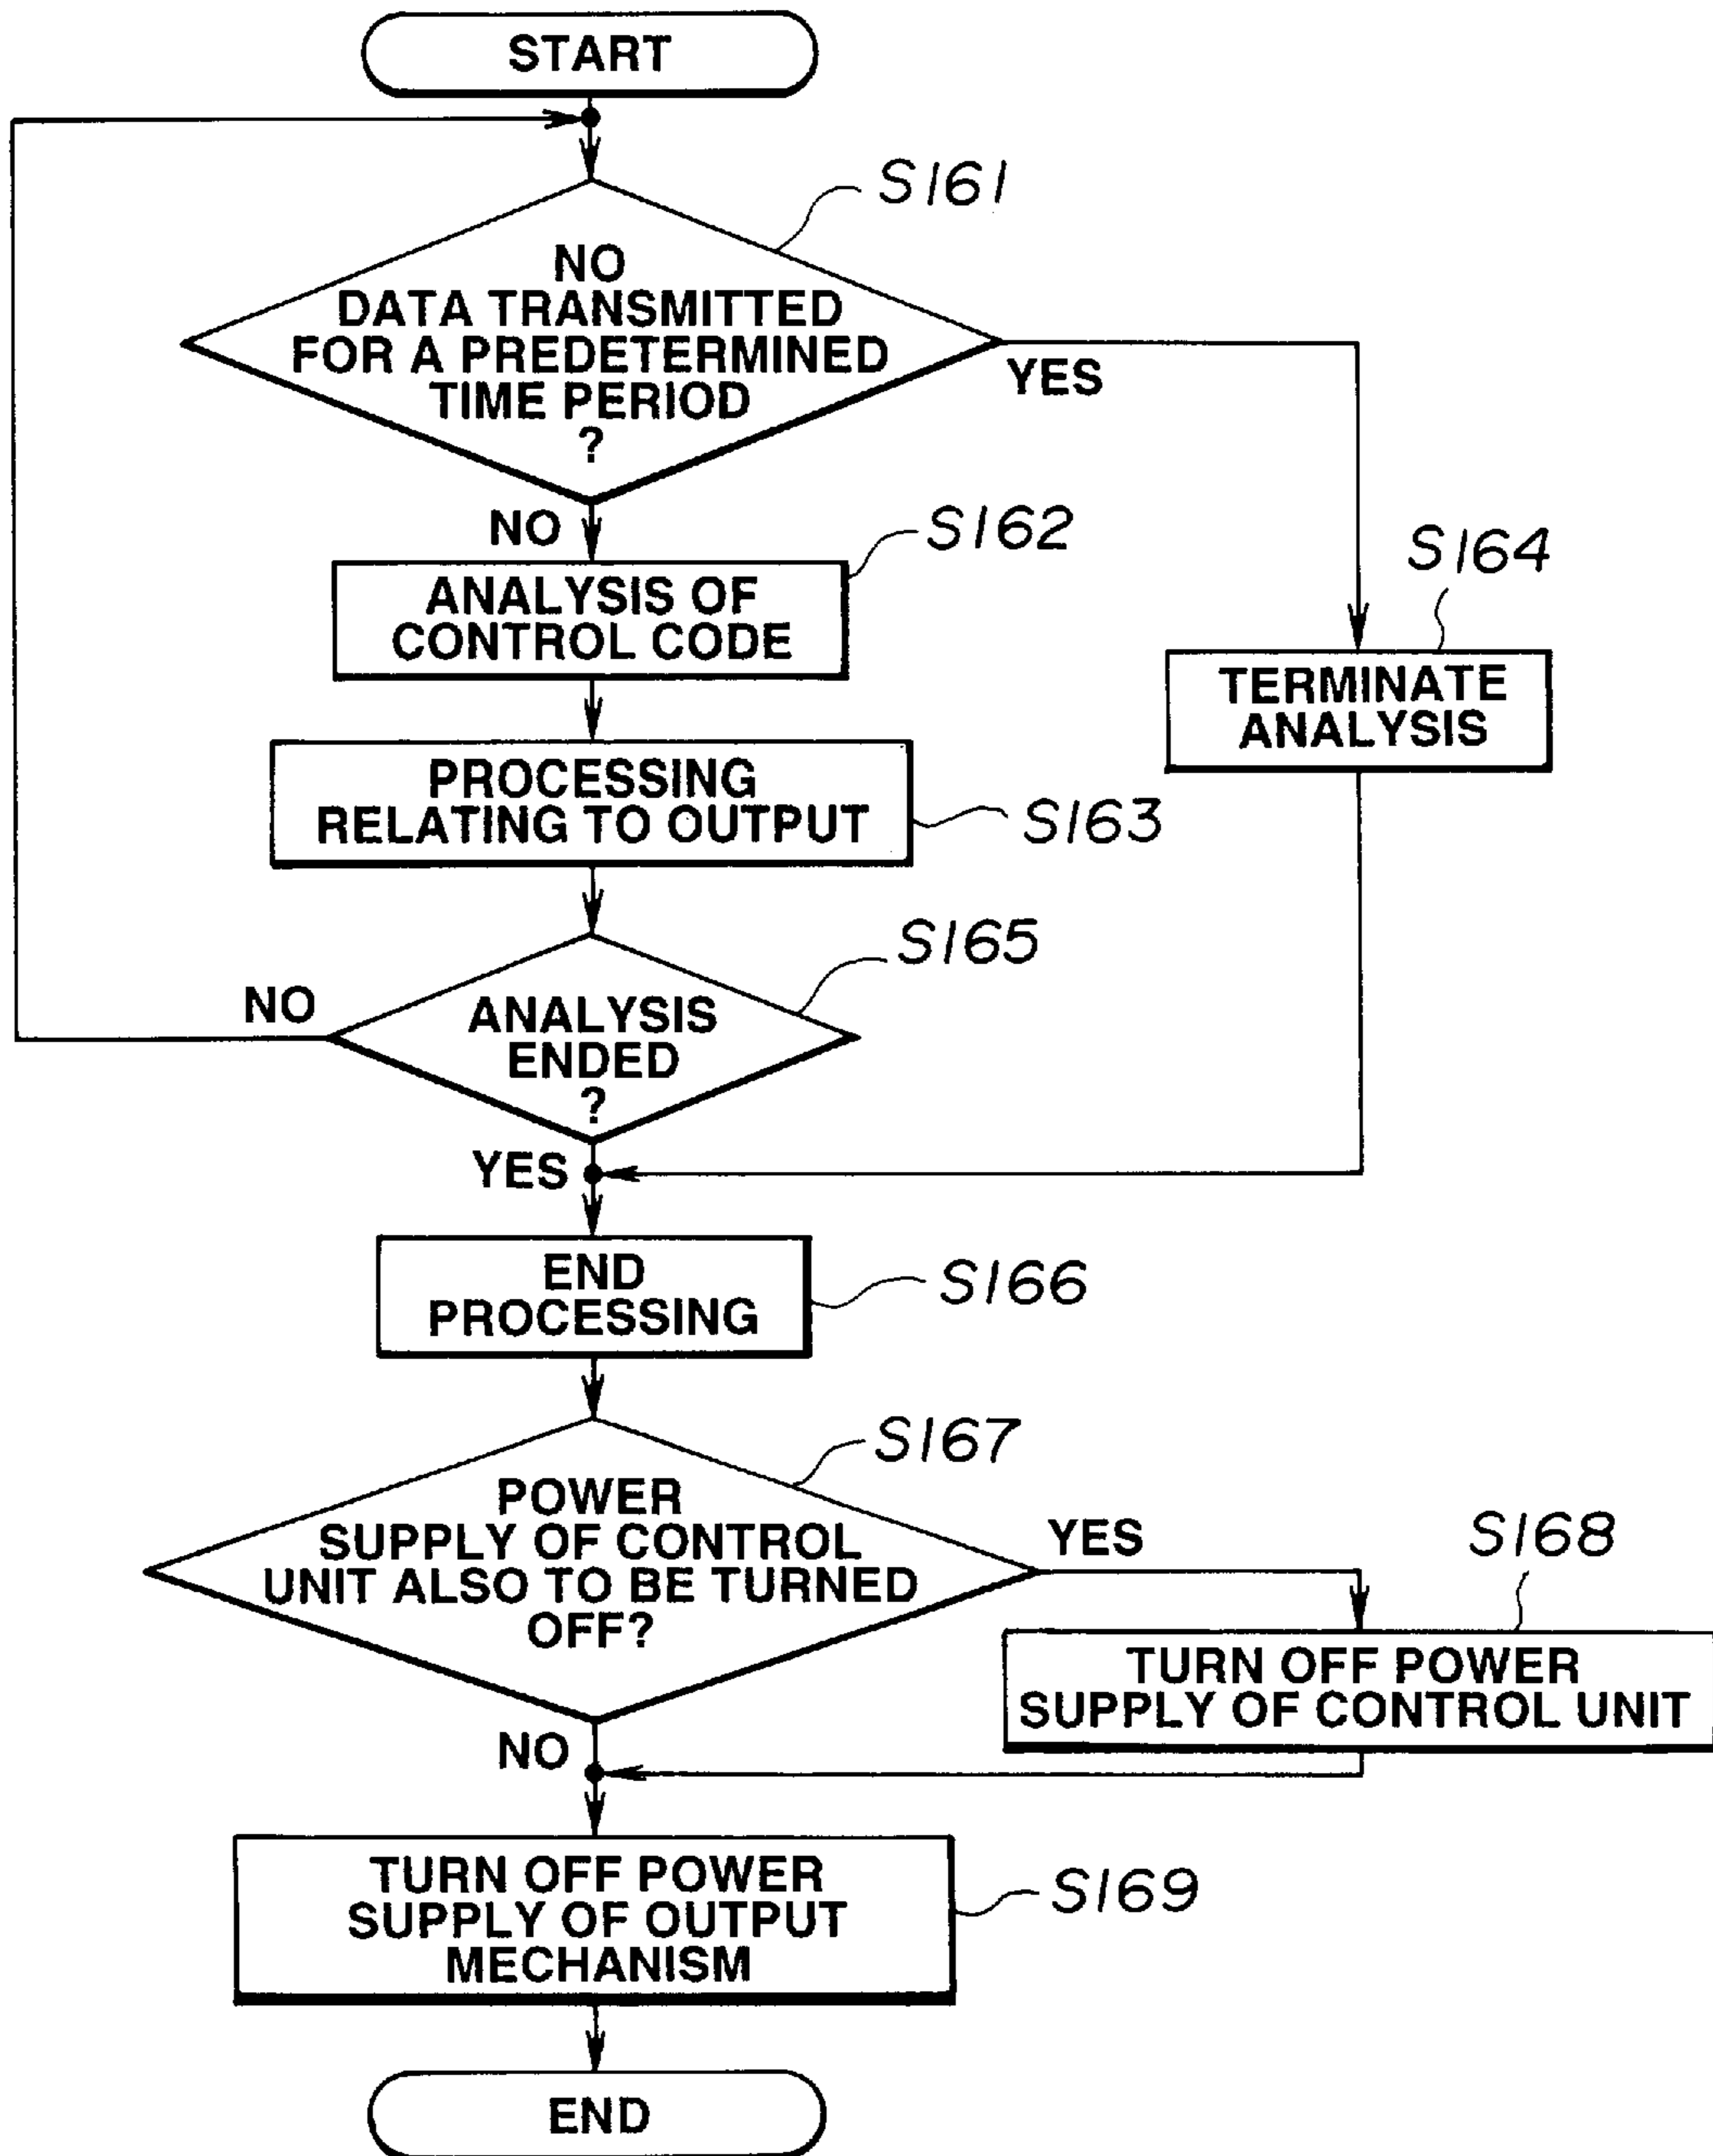 START
S161
NO
DATA TRANSMITTED
FOR A PREDETERMINED
TIME PERIOD
?
YES
NO
S162
ANALYSIS OF
CONTROL CODE
S164
TERMINATE
ANALYSIS
PROCESSING
RELATING TO OUTPUT
S163
S165
NO
ANALYSIS
ENDED
?
YES
END
PROCESSING
S166
S167
POWER
SUPPLY OF CONTROL
UNIT ALSO TO BE TURNED
OFF?
YES
S168
TURN OFF POWER
SUPPLY OF CONTROL UNIT
NO
TURN OFF POWER
SUPPLY OF OUTPUT
MECHANISM
S169
END